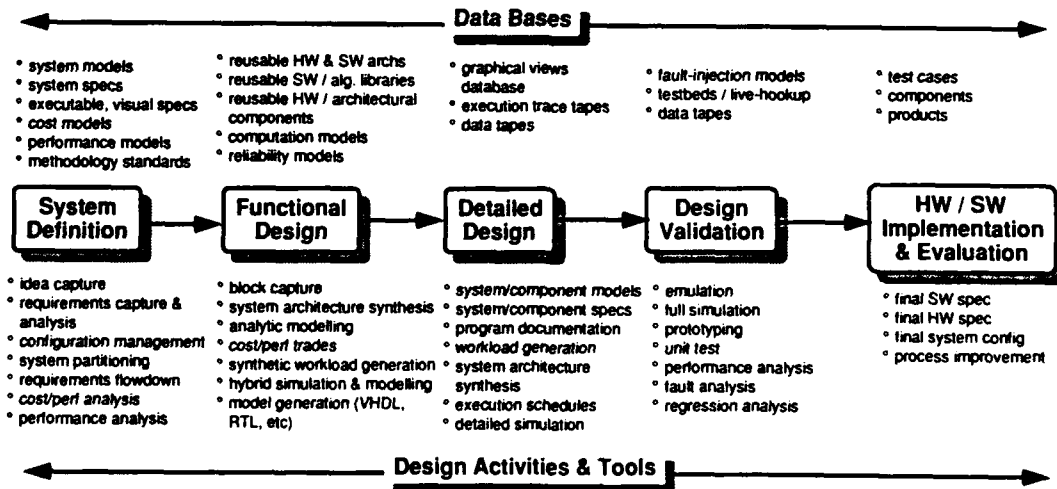 Data Bases
° system models
° system specs
° executable, visual specs
° cost models
° performance models
° methodology standards
° reusable HW & SW archs
° reusable SW / alg. libraries
° reusable HW / architectural
components
° computation models
° reliability models
° graphical views
database
° execution trace tapes
° data tapes
° fault-injection models
° testbeds / live-hookup
° data tapes
° test cases
° components
° products
System
Definition
Functional
Design
Detailed
Design
Design
Validation
HW / SW
Implementation
& Evaluation
° idea capture
° requirements capture &
analysis
° configuration management
° system partitioning
° requirements flowdown
° cost/perf analysis
° performance analysis
° block capture
° system architecture synthesis
° analytic modelling
° cost/perf trades
° synthetic workload generation
° hybrid simulation & modelling
° model generation (VHDL,
RTL, etc)
° system/component models
° system/component specs
° program documentation
° workload generation
° system architecture
synthesis
° execution schedules
° detailed simulation
° emulation
° full simulation
° prototyping
° unit test
° performance analysis
° fault analysis
° regression analysis
° final SW spec
° final HW spec
° final system config
° process improvement
Design Activities & Tools